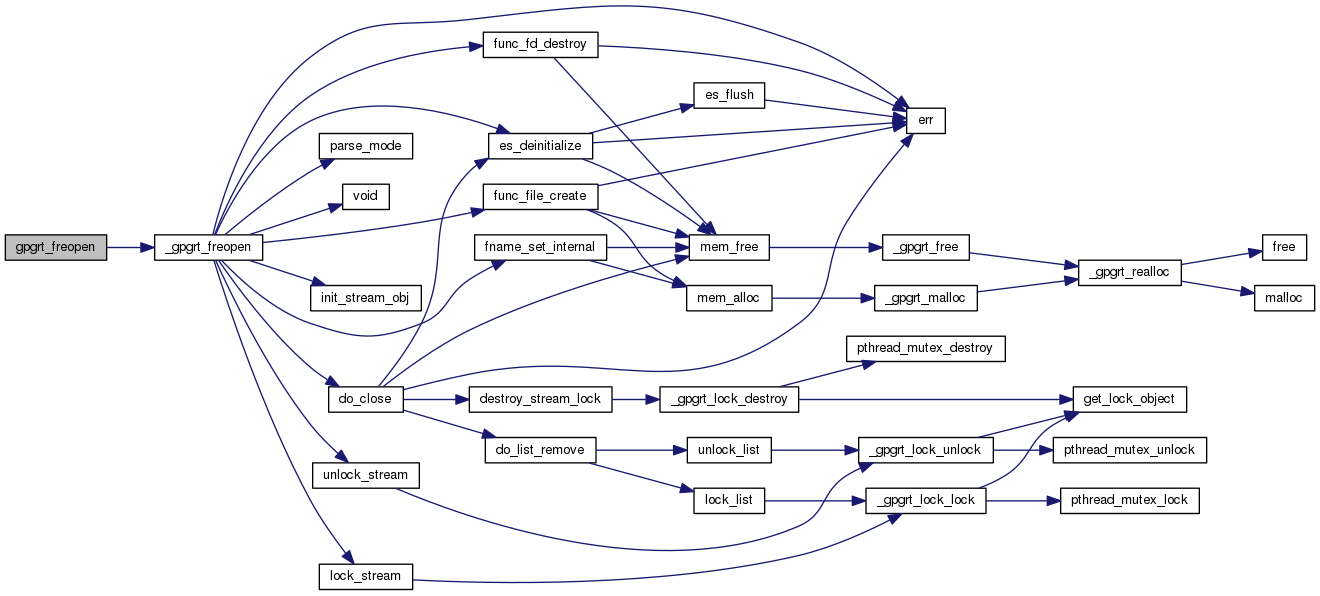 gpgrt_freopen
_gpgrt_freopen
parse_mode
void
init_stream_obj
do_close
unlock_stream
lock_stream
func_fd_destroy
es_deinitialize
func_file_create
fname_set_internal
destroy_stream_lock
do_list_remove
es_flush
mem_free
mem_alloc
_gpgrt_lock_destroy
unlock_list
lock_list
err
_gpgrt_free
_gpgrt_malloc
pthread_mutex_destroy
_gpgrt_lock_unlock
_gpgrt_lock_lock
_gpgrt_realloc
get_lock_object
pthread_mutex_unlock
pthread_mutex_lock
free
malloc